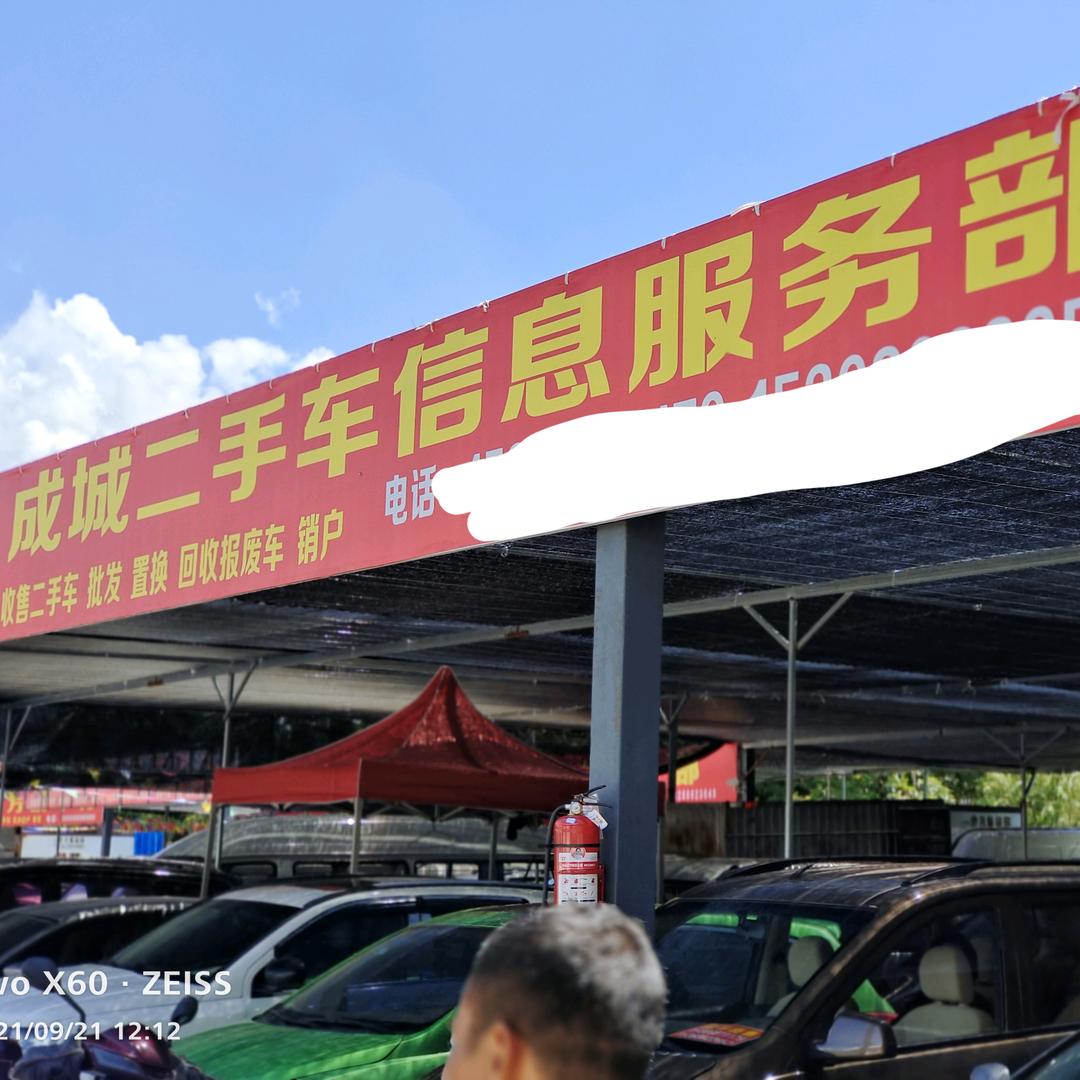 成城二手车信息服务部
收售二手车 批发 置换 回收报废车 销户
电话
vo X60 · ZEISS
21/09/21 12:12